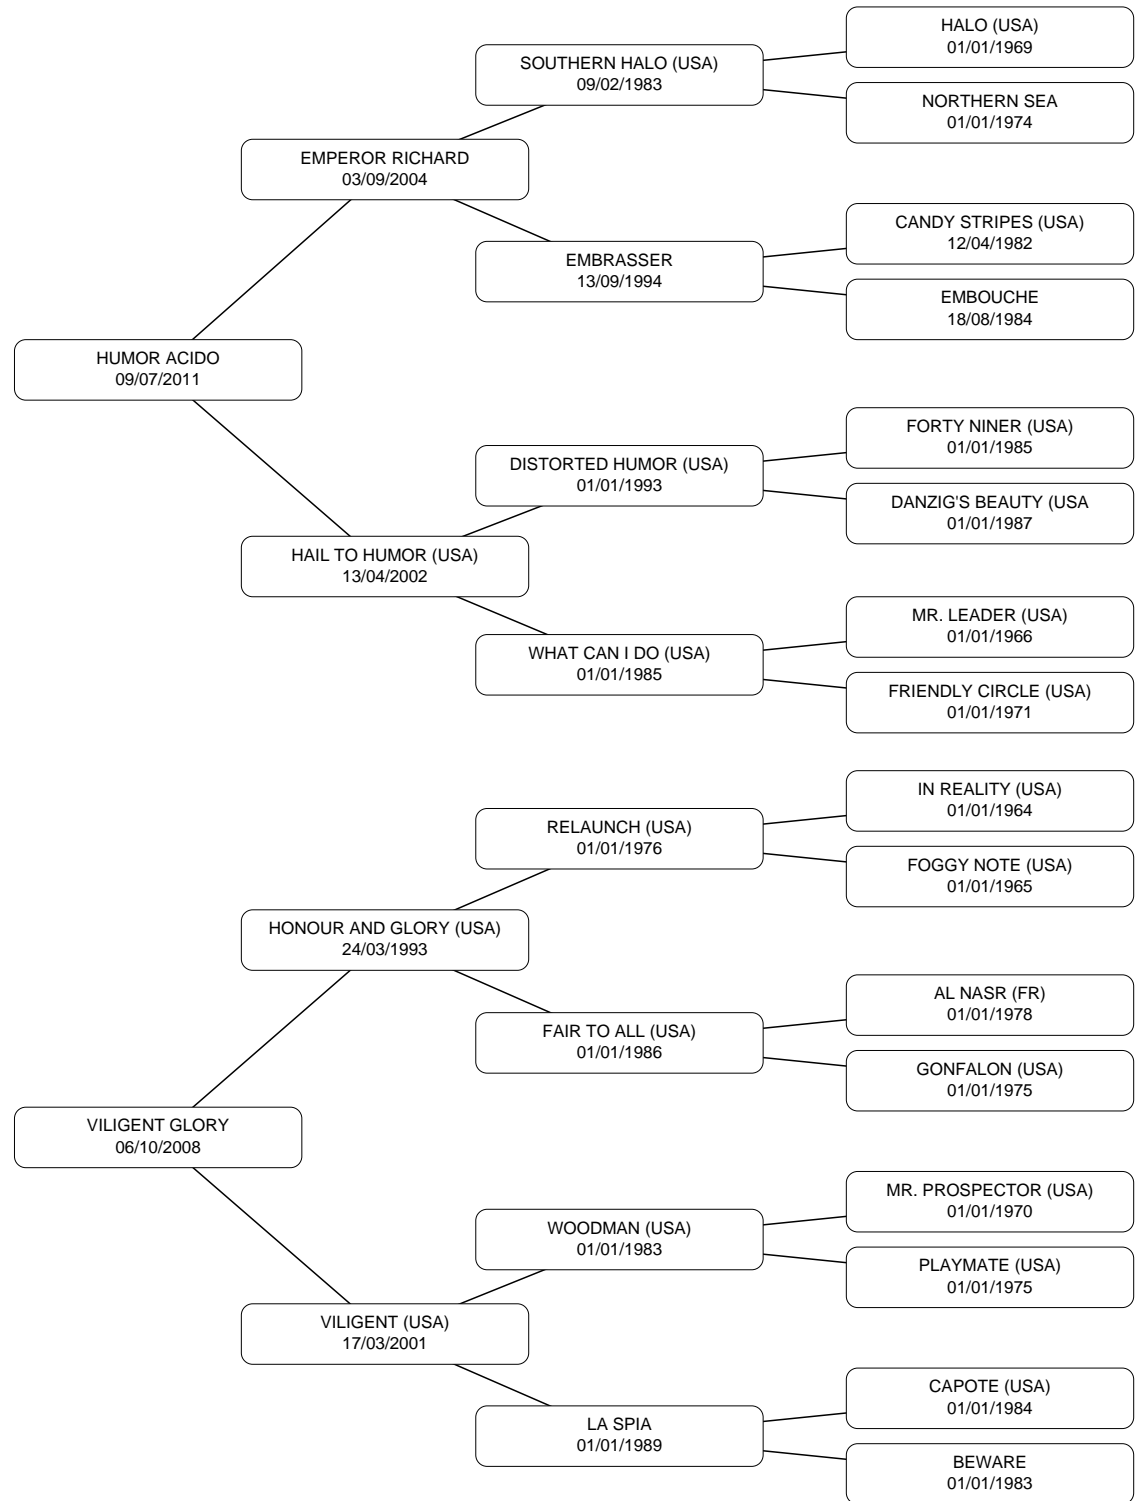 HALO (USA)
01/01/1969
SOUTHERN HALO (USA)
09/02/1983
NORTHERN SEA
01/01/1974
EMPEROR RICHARD
03/09/2004
CANDY STRIPES (USA)
12/04/1982
EMBRASSER
13/09/1994
EMBOUCHE
18/08/1984
HUMOR ACIDO
09/07/2011
FORTY NINER (USA)
01/01/1985
DISTORTED HUMOR (USA)
01/01/1993
DANZIG'S BEAUTY (USA
01/01/1987
HAIL TO HUMOR (USA)
13/04/2002
MR. LEADER (USA)
01/01/1966
WHAT CAN I DO (USA)
01/01/1985
FRIENDLY CIRCLE (USA)
01/01/1971
IN REALITY (USA)
01/01/1964
RELAUNCH (USA)
01/01/1976
FOGGY NOTE (USA)
01/01/1965
HONOUR AND GLORY (USA)
24/03/1993
AL NASR (FR)
01/01/1978
FAIR TO ALL (USA)
01/01/1986
GONFALON (USA)
01/01/1975
VILIGENT GLORY
06/10/2008
MR. PROSPECTOR (USA)
01/01/1970
WOODMAN (USA)
01/01/1983
PLAYMATE (USA)
01/01/1975
VILIGENT (USA)
17/03/2001
CAPOTE (USA)
01/01/1984
LA SPIA
01/01/1989
BEWARE
01/01/1983